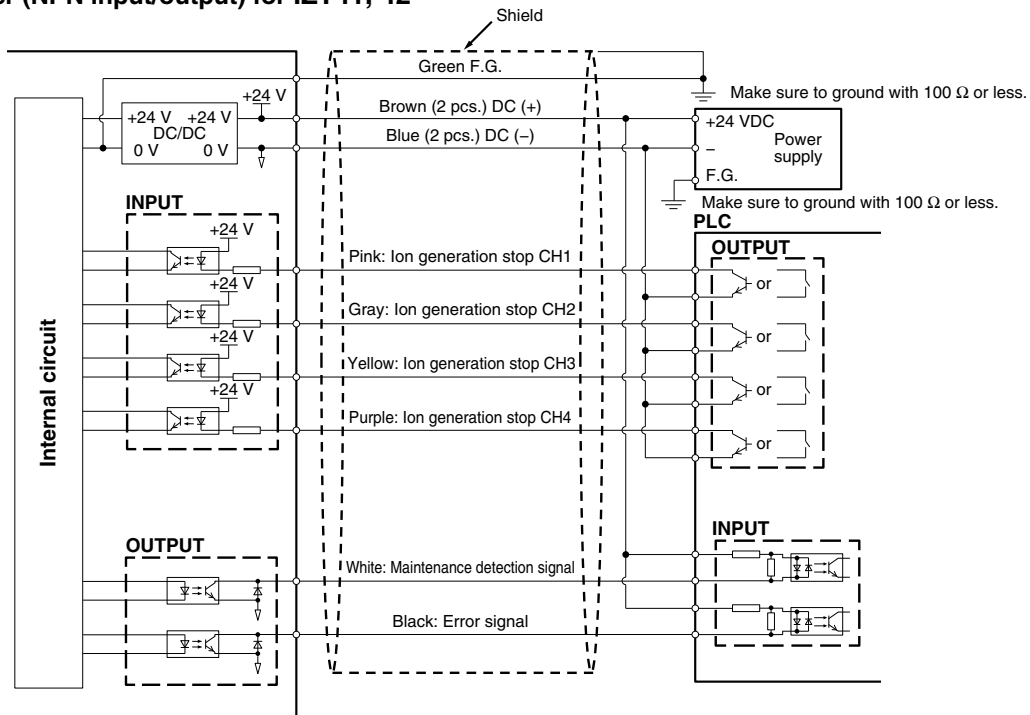 (NPN input/output) for IZT4
Shield
Green F.G.
+24 V
Brown (2 pcs.) DC (+)
Make sure to ground with 100 Ω or less.
+24 V +24 V
DC/DC
0 V 0 V
Blue (2 pcs.) DC (−)
+24 VDC
−
Power
supply
F.G.
Make sure to ground with 100 Ω or less.
INPUT
PLC
OUTPUT
+24 V
Pink: Ion generation stop CH1
or
+24 V
Gray: Ion generation stop CH2
or
+24 V
Yellow: Ion generation stop CH3
or
+24 V
Purple: Ion generation stop CH4
or
Internal circuit
OUTPUT
INPUT
White: Maintenance detection signal
Black: Error signal